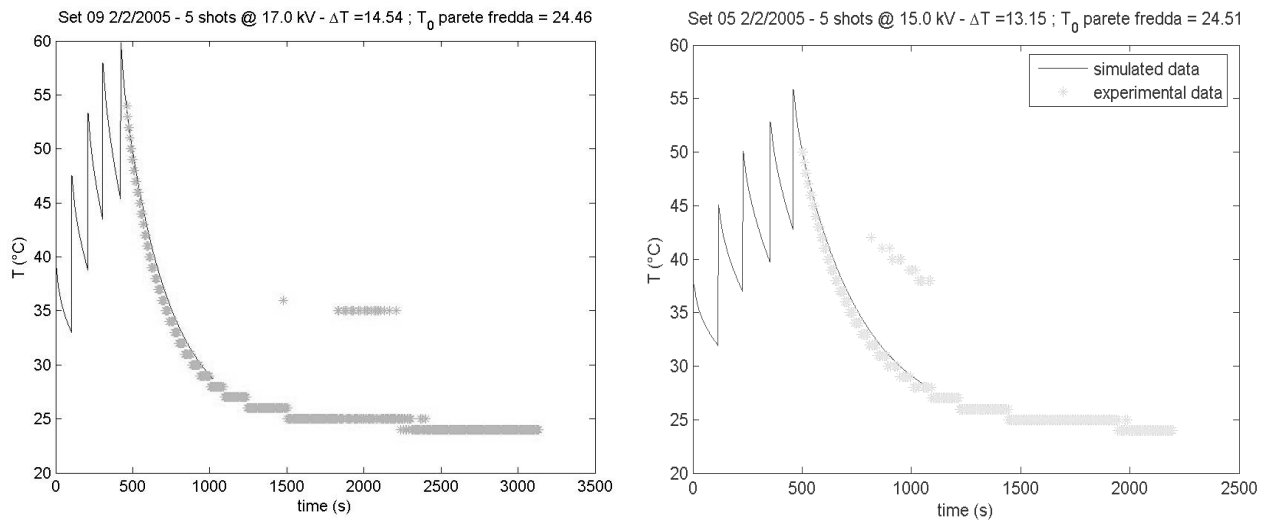 Set 09 2/2/2005 - 5 shots @ 17.0 kV - ΔT =14.54 ; T0 parete fredda = 24.46
60
55
50
45
40
35
30
25
20
T (°C)
0 500 1000 1500 2000 2500 3000 3500
time (s)
Set 05 2/2/2005 - 5 shots @ 15.0 kV - ΔT =13.15 ; T0 parete fredda = 24.51
simulated data
experimental data
60
55
50
45
40
35
30
25
20
T (°C)
0 500 1000 1500 2000 2500
time (s)